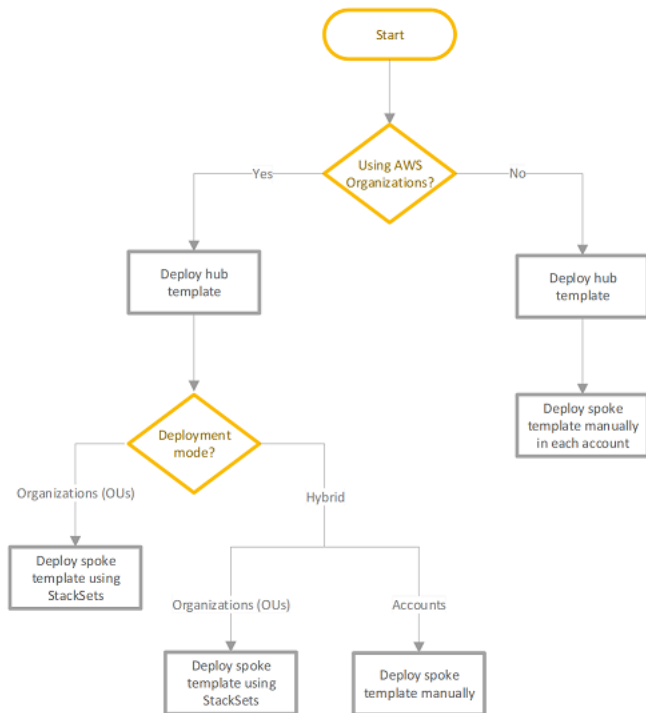 Start
Using AWS
Organizations?
Yes
No
Deploy hub
template
Deploy hub
template
Deployment
mode?
Deploy spoke
template manually
in each account
Organizations (OUs)
Hybrid
Deploy spoke
template using
StackSets
Organizations (OUs)
Accounts
Deploy spoke
template using
StackSets
Deploy spoke
template manually